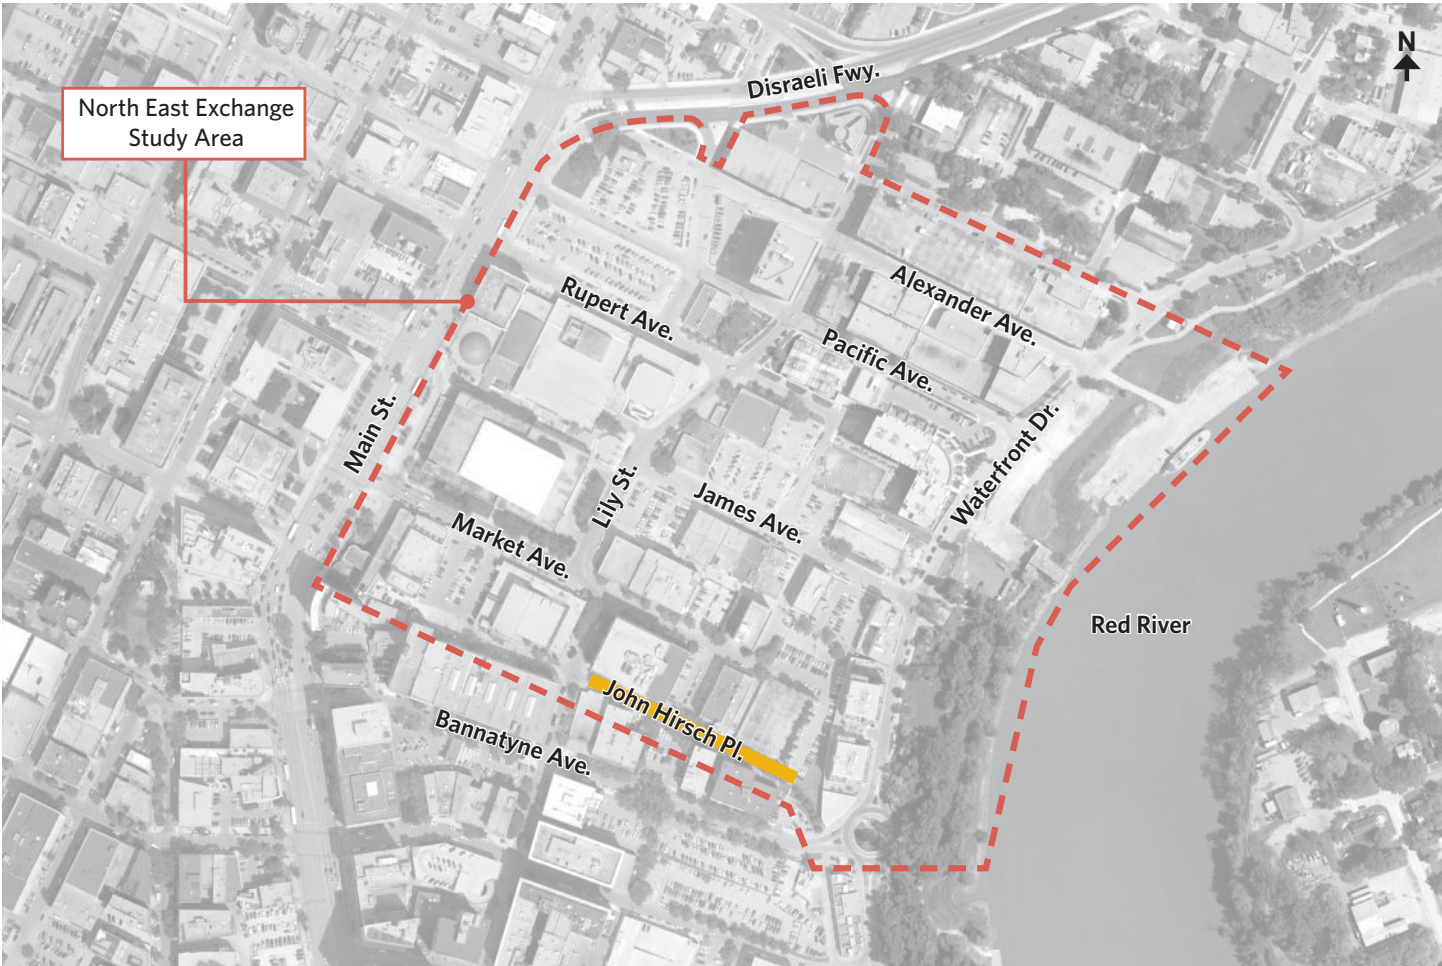 N
Disraeli Fwy.
North East Exchange
Study Area
Alexander Ave.
Rupert Ave.
Pacific Ave.
Main St.
Waterfront Dr.
Lily St.
James Ave.
Market Ave.
Red River
John Hirsch Pl.
Bannatyne Ave.